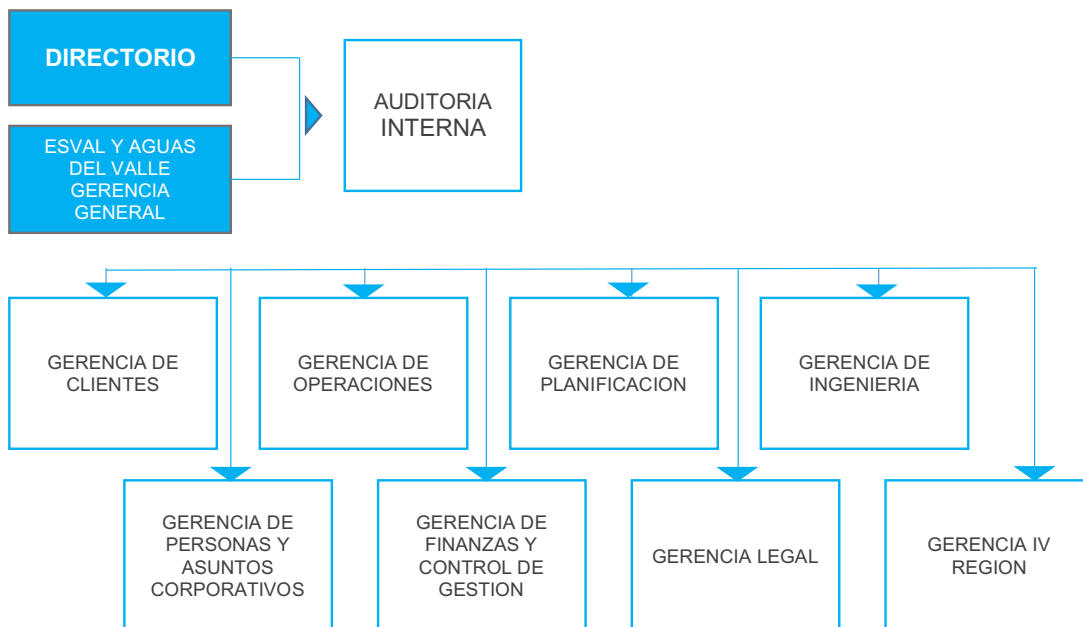 DIRECTORIO
ESVAL Y AGUAS
DEL VALLE
GERENCIA
GENERAL
AUDITORIA
INTERNA
GERENCIA DE
CLIENTES
GERENCIA DE
OPERACIONES
GERENCIA DE
PLANIFICACION
GERENCIA DE
INGENIERIA
GERENCIA DE
PERSONAS Y
ASUNTOS
CORPORATIVOS
GERENCIA DE
FINANZAS Y
CONTROL DE
GESTION
GERENCIA LEGAL
GERENCIA IV
REGION